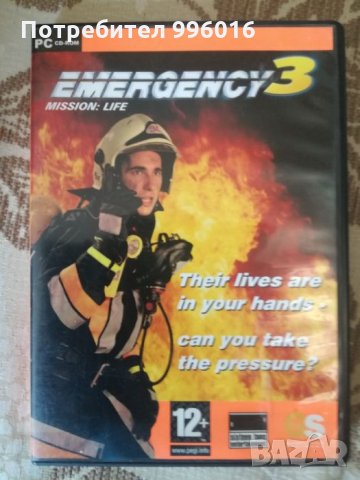 Потребител 996016
PC CD-ROM
EMERGENCY 3
MISSION: LIFE
Their lives are
in your hands -
can you take
the pressure?
12+
www.pegi.info
BAZAR